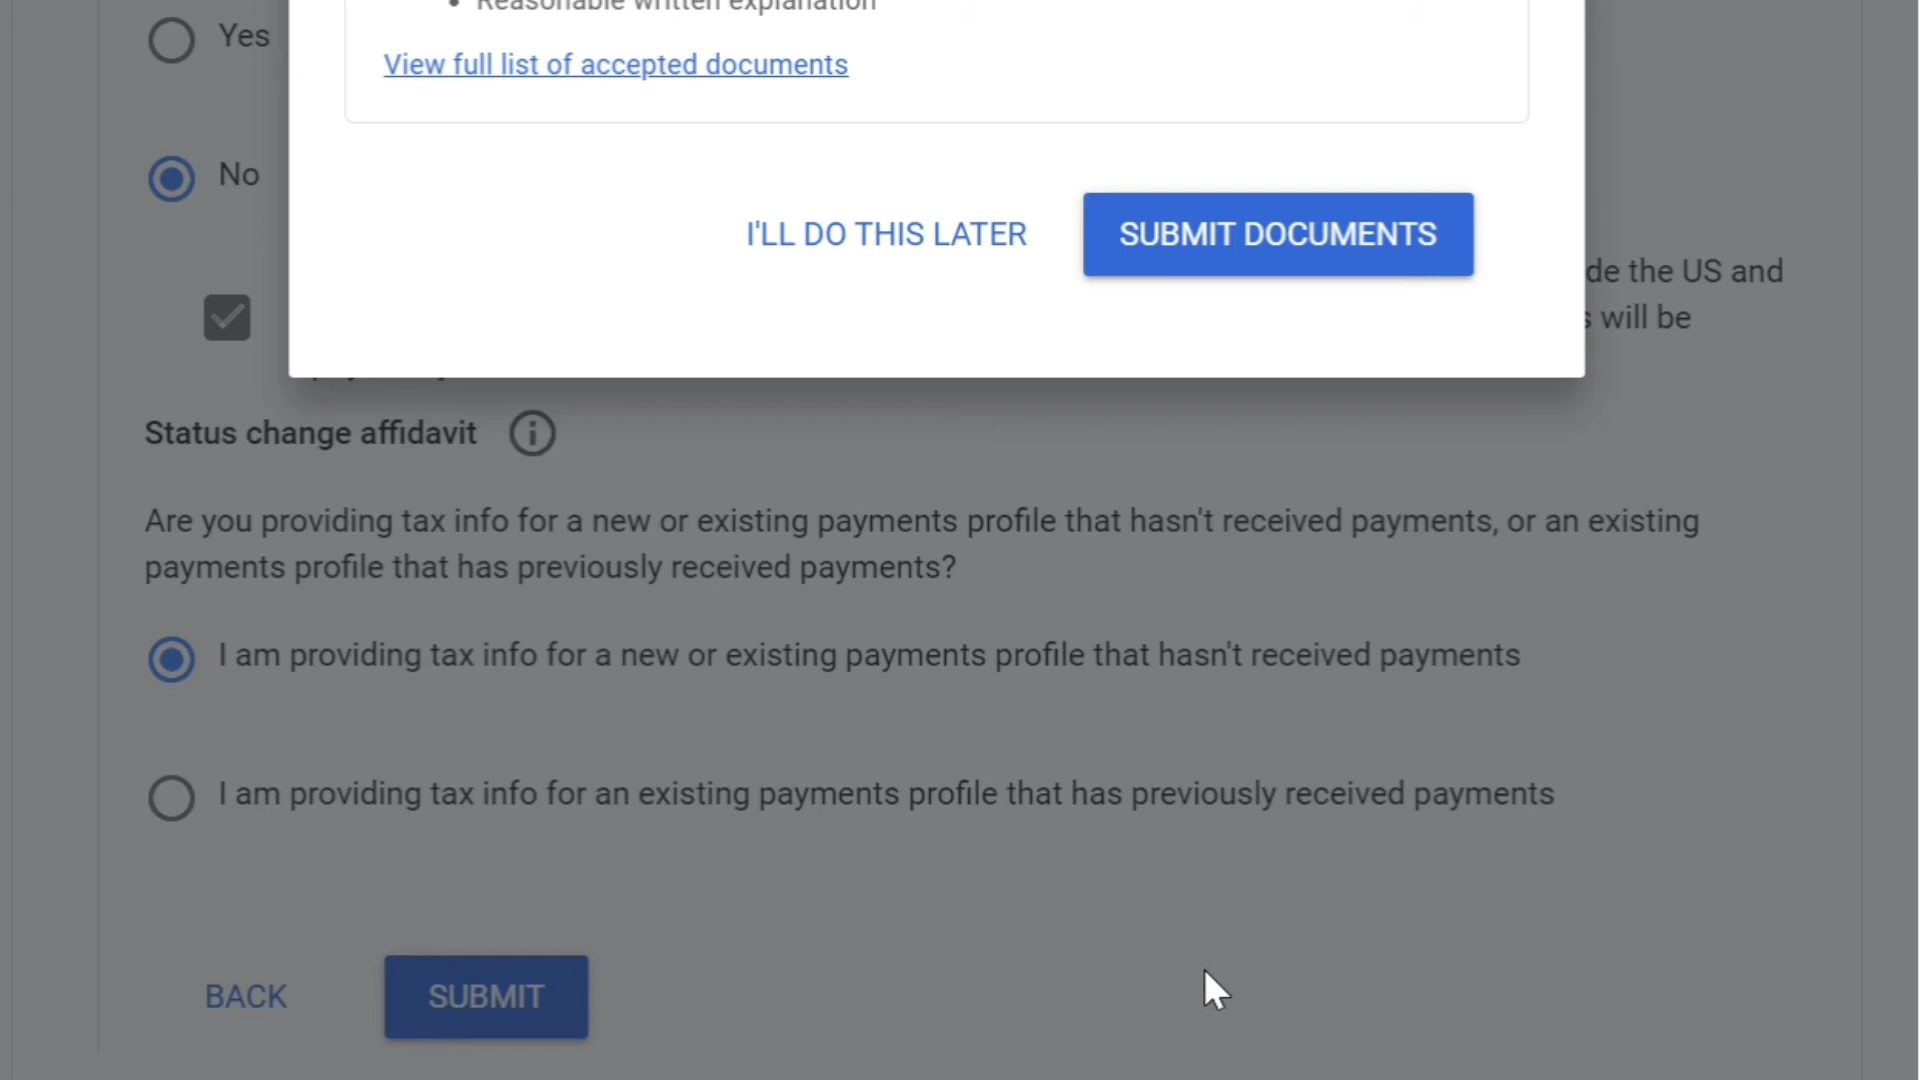 Reasonable written explanation
Yes
View full list of accepted documents
No
I'LL DO THIS LATER
SUBMIT DOCUMENTS
the US and
will be
Status change affidavit
Are you providing tax info for a new or existing payments profile that hasn't received payments, or an existing
payments profile that has previously received payments?
I am providing tax info for a new or existing payments profile that hasn't received payments
I am providing tax info for an existing payments profile that has previously received payments
BACK
SUBMIT